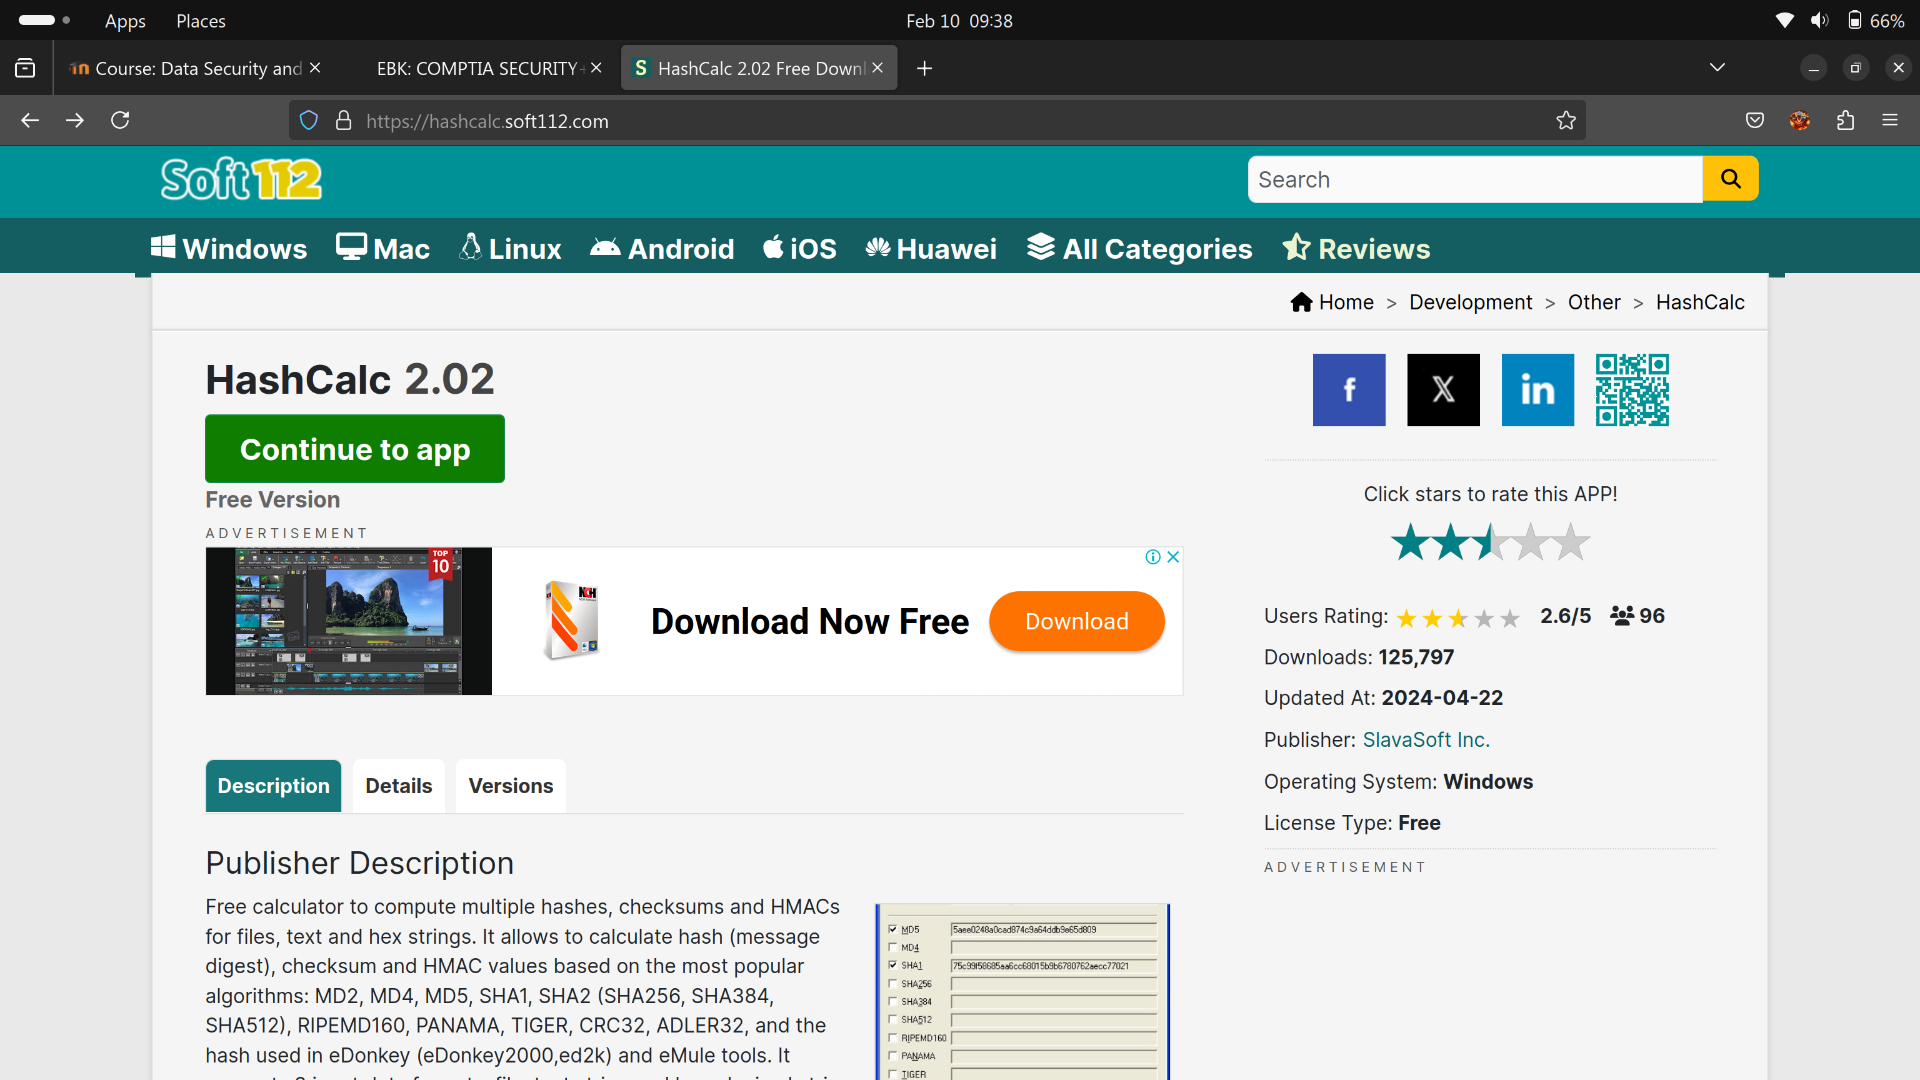 Apps Places Feb 10 09:38 66%
Course: Data Security and EBK: COMPTIA SECURITY+ HashCalc 2.02 Free Downl
https://hashcalc.soft112.com
Soft112 Search
Windows Mac Linux Android iOS Huawei All Categories Reviews
Home > Development > Other > HashCalc
HashCalc 2.02
Continue to app
Free Version
ADVERTISEMENT
TOP
10
NCH
Download Now Free Download
Description Details Versions
Publisher Description
Free calculator to compute multiple hashes, checksums and HMACs
for files, text and hex strings. It allows to calculate hash (message
digest), checksum and HMAC values based on the most popular
algorithms: MD2, MD4, MD5, SHA1, SHA2 (SHA256, SHA384,
SHA512), RIPEMD160, PANAMA, TIGER, CRC32, ADLER32, and the
hash used in eDonkey (eDonkey2000,ed2k) and eMule tools. It
MD5 5aee0248a0cad874c9a64ddb9e65d809
MD4
SHA1 75c99f58685aa6cc68015b9b6780762aecc77021
SHA256
SHA384
SHA512
RIPEMD160
PANAMA
TIGER
f X in
Click stars to rate this APP!
Users Rating: 2.6/5 96
Downloads: 125,797
Updated At: 2024-04-22
Publisher: SlavaSoft Inc.
Operating System: Windows
License Type: Free
ADVERTISEMENT